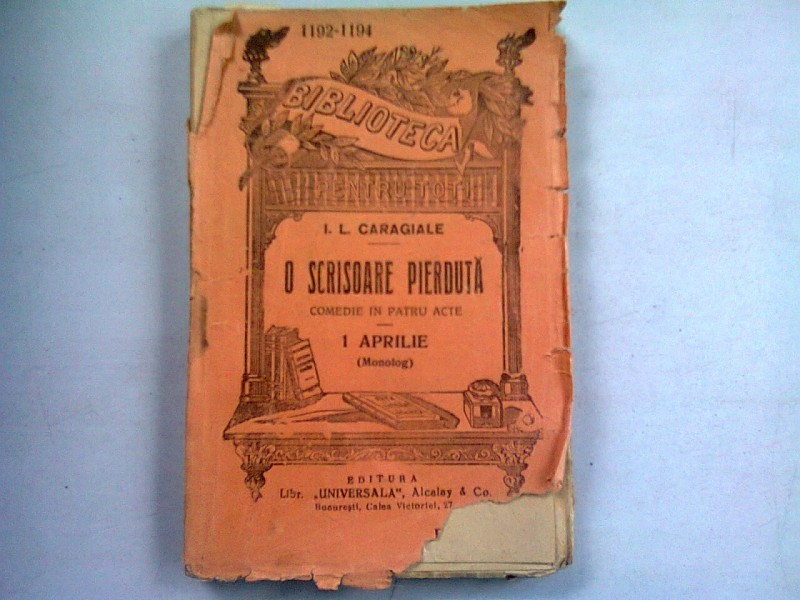 1192-1194
BIBLIOTECA
PENTRU TOTI
I. L. CARAGIALE
O SCRISOARE PIERDUTĂ
COMEDIE IN PATRU ACTE
1 APRILIE
(Monolog)
EDITURA
Libr. „UNIVERSALA", Alcalay & Co.
București, Calea Victoriei, 27